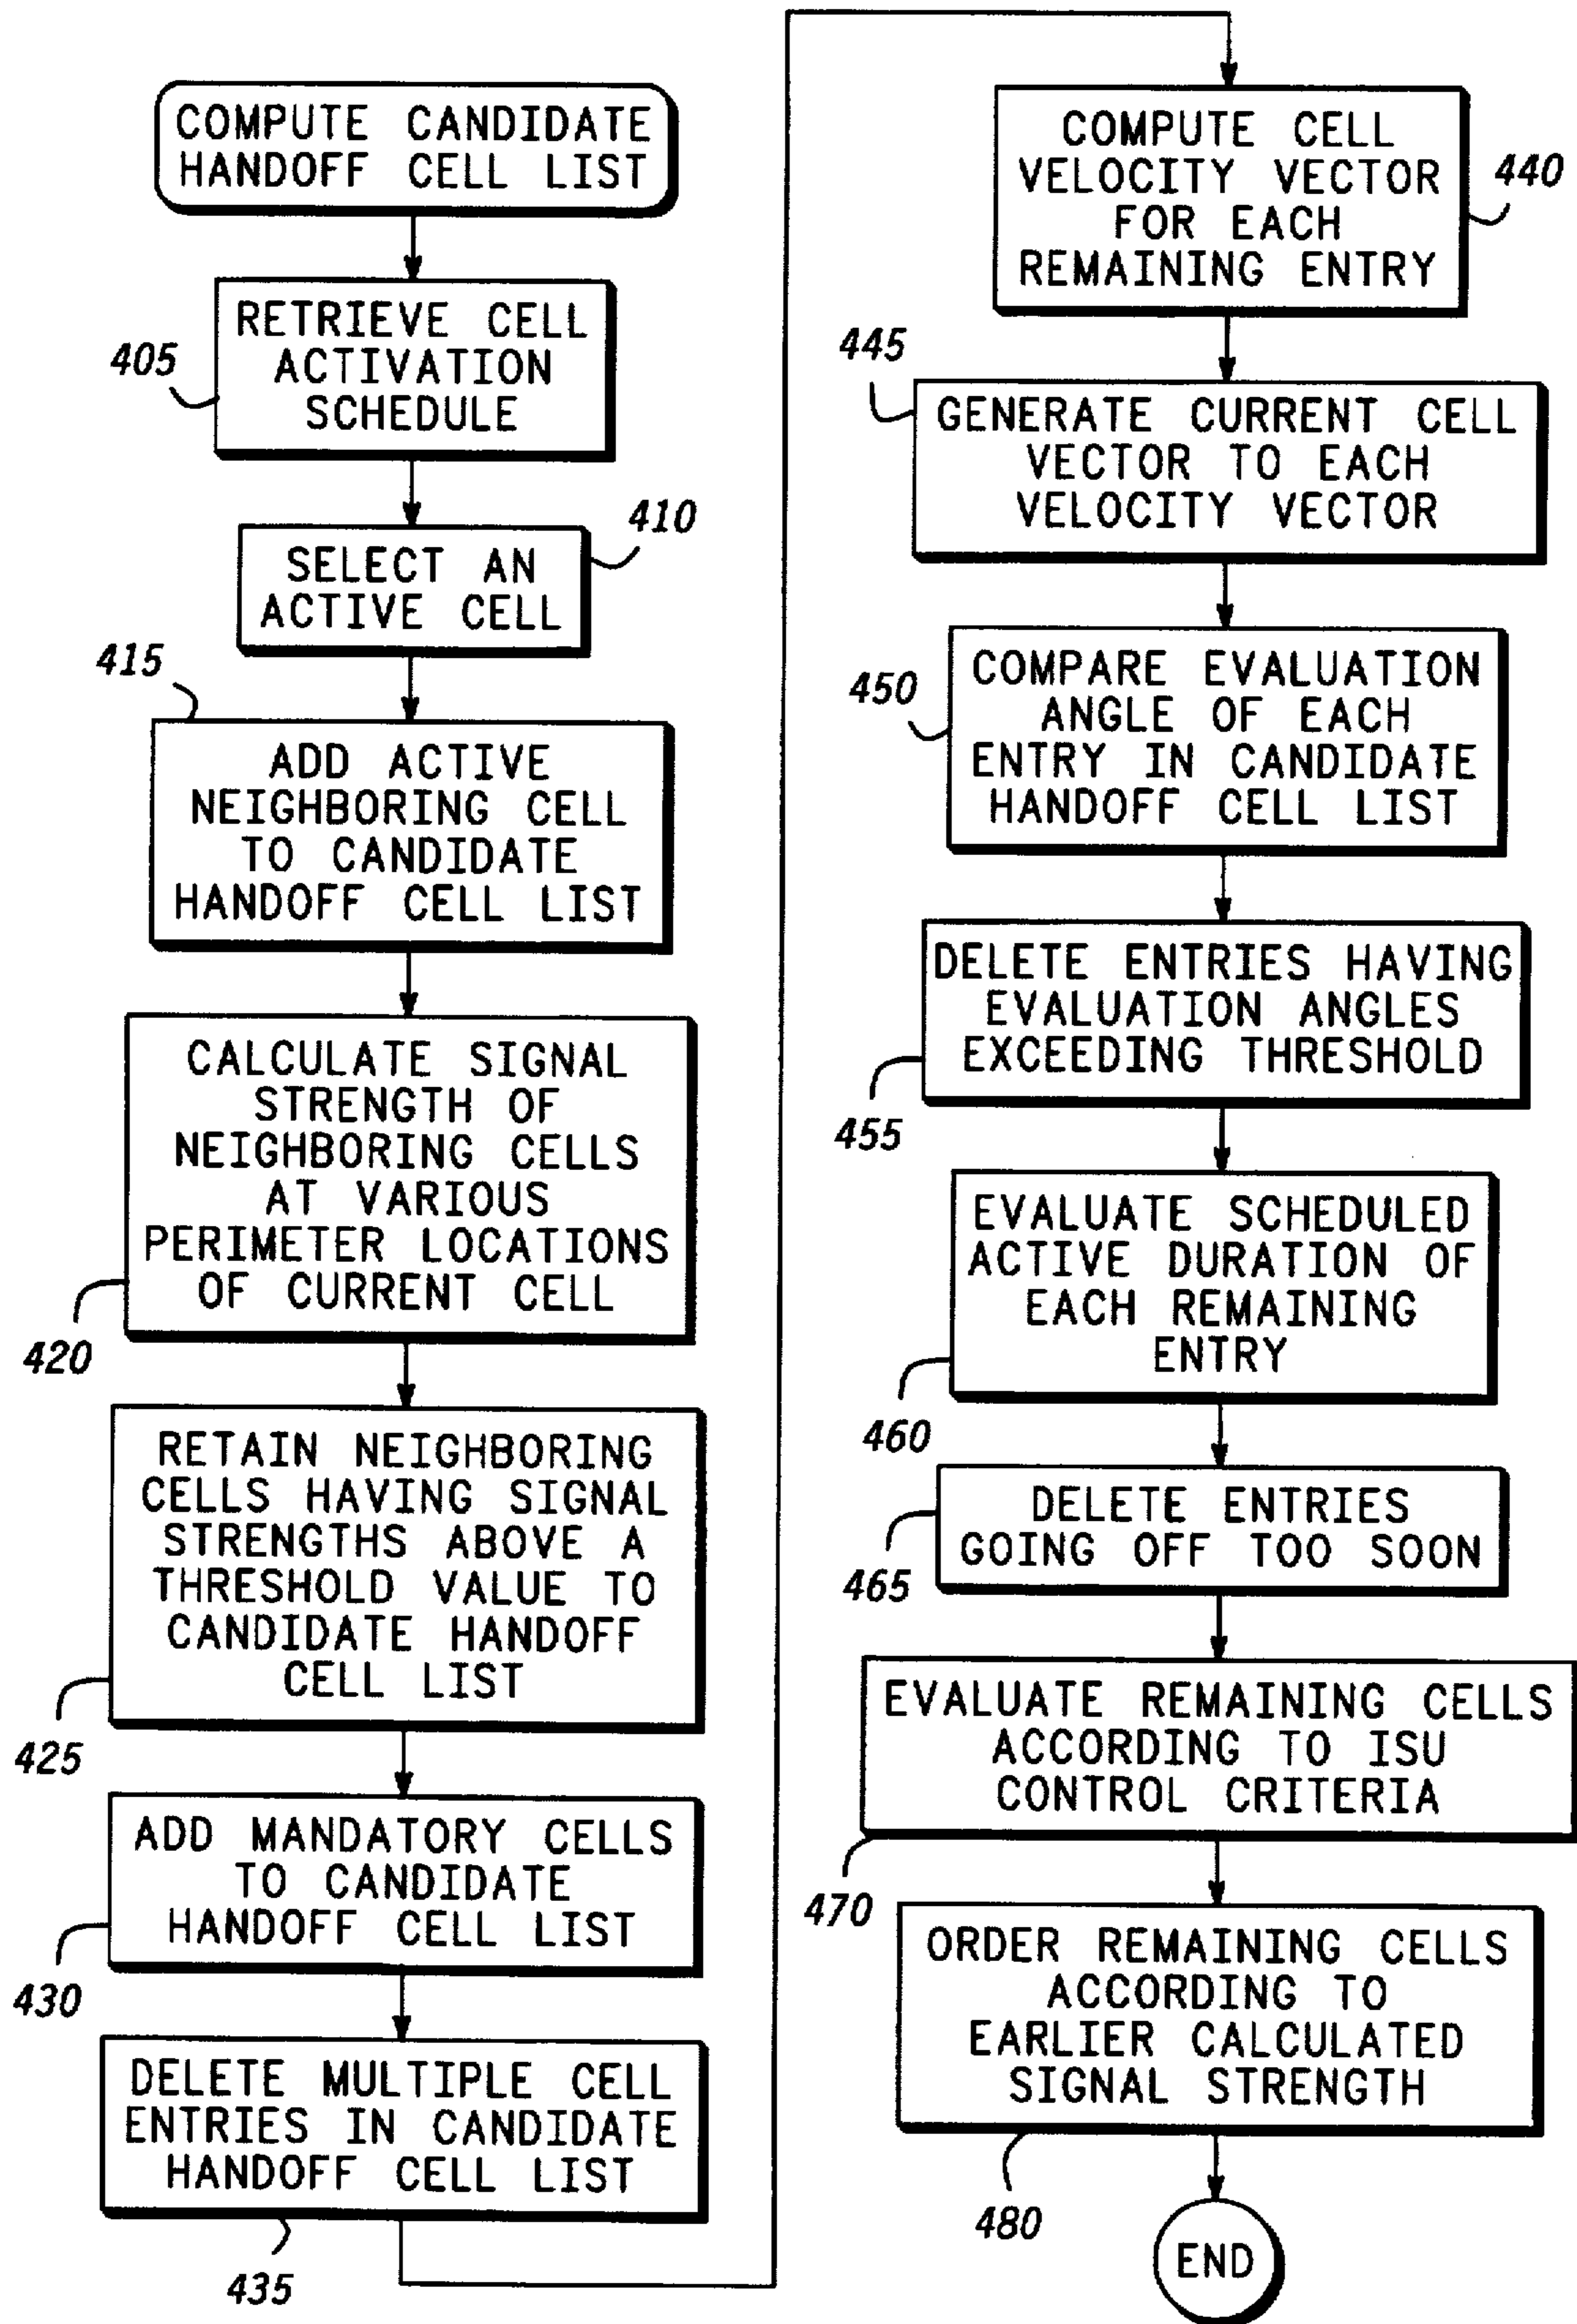 COMPUTE CANDIDATE
HANDOFF CELL LIST
RETRIEVE CELL
ACTIVATION
SCHEDULE
405
SELECT AN
ACTIVE CELL
410
415
ADD ACTIVE
NEIGHBORING CELL
TO CANDIDATE
HANDOFF CELL LIST
CALCULATE SIGNAL
STRENGTH OF
NEIGHBORING CELLS
AT VARIOUS
PERIMETER LOCATIONS
OF CURRENT CELL
420
RETAIN NEIGHBORING
CELLS HAVING SIGNAL
STRENGTHS ABOVE A
THRESHOLD VALUE TO
CANDIDATE HANDOFF
CELL LIST
425
ADD MANDATORY CELLS
TO CANDIDATE
HANDOFF CELL LIST
430
DELETE MULTIPLE CELL
ENTRIES IN CANDIDATE
HANDOFF CELL LIST
435
COMPUTE CELL
VELOCITY VECTOR
FOR EACH
REMAINING ENTRY
440
445
GENERATE CURRENT CELL
VECTOR TO EACH
VELOCITY VECTOR
450
COMPARE EVALUATION
ANGLE OF EACH
ENTRY IN CANDIDATE
HANDOFF CELL LIST
DELETE ENTRIES HAVING
EVALUATION ANGLES
EXCEEDING THRESHOLD
455
EVALUATE SCHEDULED
ACTIVE DURATION OF
EACH REMAINING
ENTRY
460
DELETE ENTRIES
GOING OFF TOO SOON
465
EVALUATE REMAINING CELLS
ACCORDING TO ISU
CONTROL CRITERIA
470
ORDER REMAINING CELLS
ACCORDING TO
EARLIER CALCULATED
SIGNAL STRENGTH
480
END